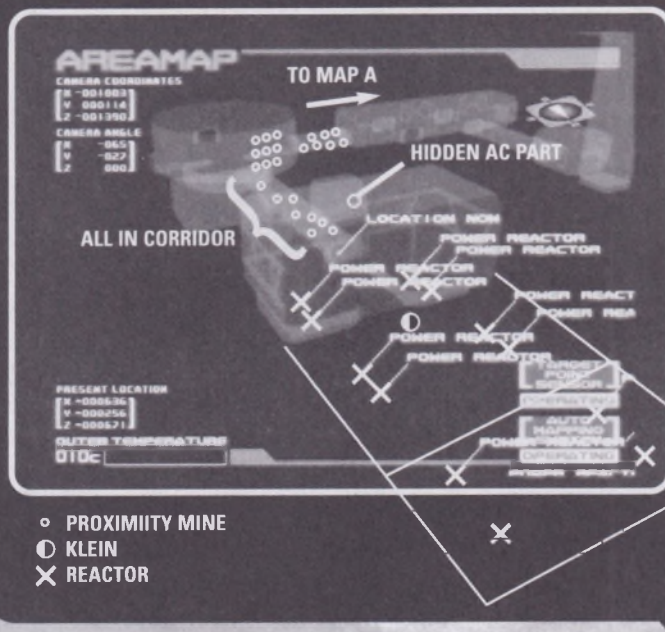 AREAMAP
CAMERA COORDINATES
X -001003
Y 000114
Z -001390
CAMERA ANGLE
X -065
Y -027
Z 000
TO MAP A
HIDDEN AC PART
ALL IN CORRIDOR
LOCATION NOW
POWER REACTOR
POWER REACTOR
POWER REACTOR
POWER REACTOR
POWER REACT
POWER REA
POWER REACTOR
POWER REACTOR
TARGET
POINT
SENSOR
OPERATING
AUTO
MAPPING
OPERATING
POWER REACTOR
PRESENT LOCATION
X -000636
Y -000256
Z -000671
OUTER TEMPERATURE
010c
PROXIMIITY MINE
KLEIN
REACTOR